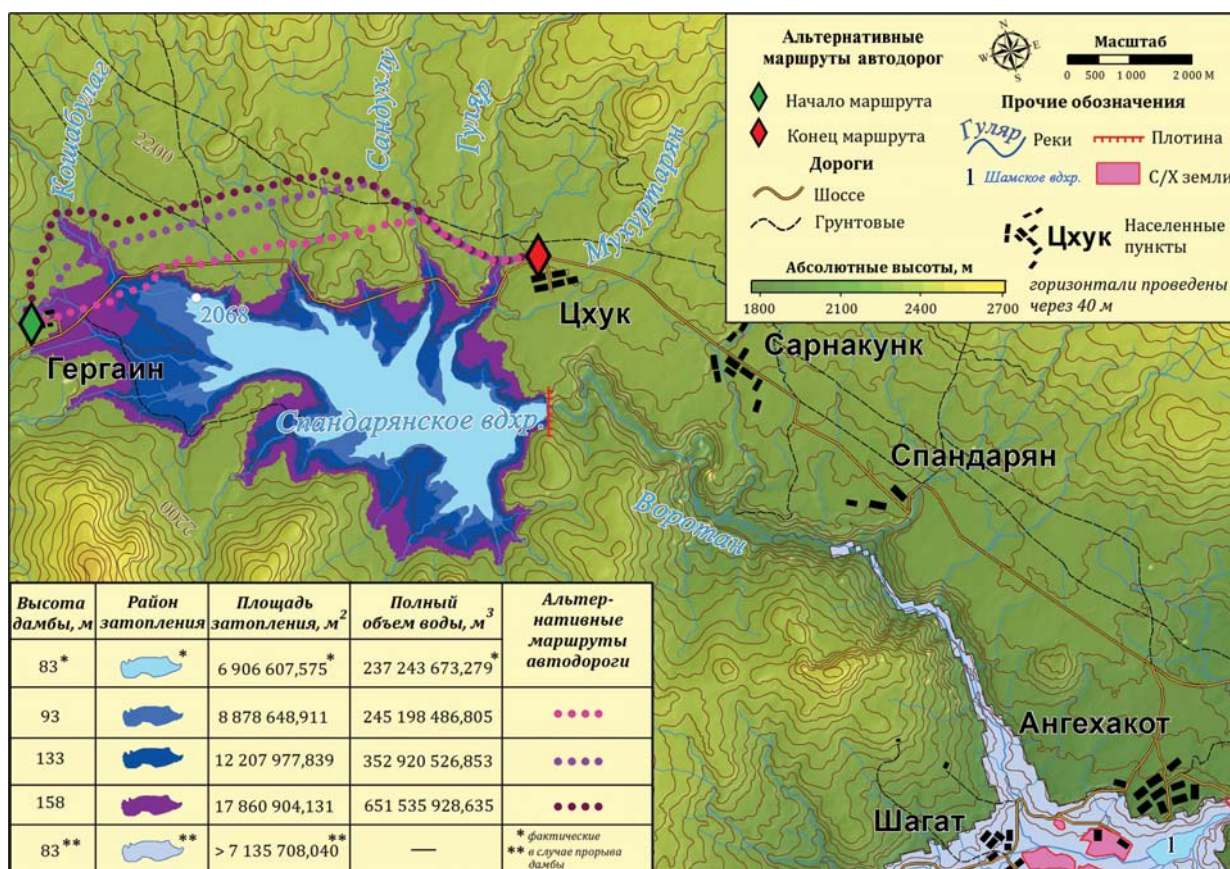 Кошабулаг
Сандухлу
Гуляр
Мухуртарян
2200
2068
Цхук
Гергаин
Сарнакунк
Спандарянское вдхр.
Спандарян
2200
Воротан
Ангехакот
Шагат
1
Альтернативные
маршруты автодорог
Начало маршрута
Конец маршрута
Дороги
Шоссе
Грунтовые
N
E
S
W
Масштаб
0 500 1 000 2 000 М
Прочие обозначения
Гуляр Реки
Плотина
1 Шамское вдхр.
С/Х земли
Цхук Населенные
пункты
Абсолютные высоты, м
1800 2100 2400 2700
горизонтали проведены
через 40 м
Высота
дамбы, м
Район
затопления
Площадь
затопления, м2
Полный
объем воды, м3
Альтер-
нативные
маршруты
автодороги
83* * 6 906 607,575* 237 243 673,279*
93 8 878 648,911 245 198 486,805
133 12 207 977,839 352 920 526,853
158 17 860 904,131 651 535 928,635
83** ** > 7 135 708,040** —
* фактические
** в случае прорыва
дамбы